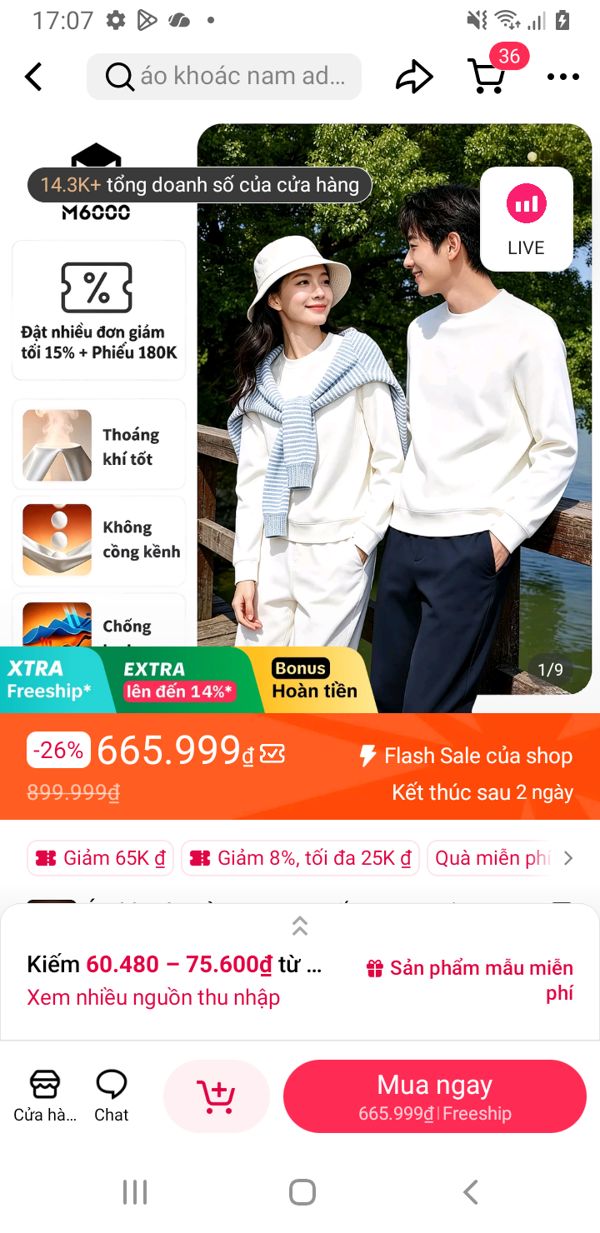 17:07
36
áo khoác nam ad...
14.3K+ tổng doanh số của cửa hàng
M6000
LIVE
%
Đặt nhiều đơn giảm
tối 15% + Phiếu 180K
Thoáng
khí tốt
Không
cồng kềnh
Chống
XTRA
Freeship*
EXTRA
lên đến 14%*
Bonus
Hoàn tiền
1/9
-26% 665.999₫
Flash Sale của shop
899.999₫
Kết thúc sau 2 ngày
Giảm 65K ₫
Giảm 8%, tối đa 25K ₫
Quà miễn phí
Kiếm 60.480 – 75.600₫ từ ...
Xem nhiều nguồn thu nhập
Sản phẩm mẫu miễn
phí
Cửa hà...
Chat
Mua ngay
665.999₫|Freeship